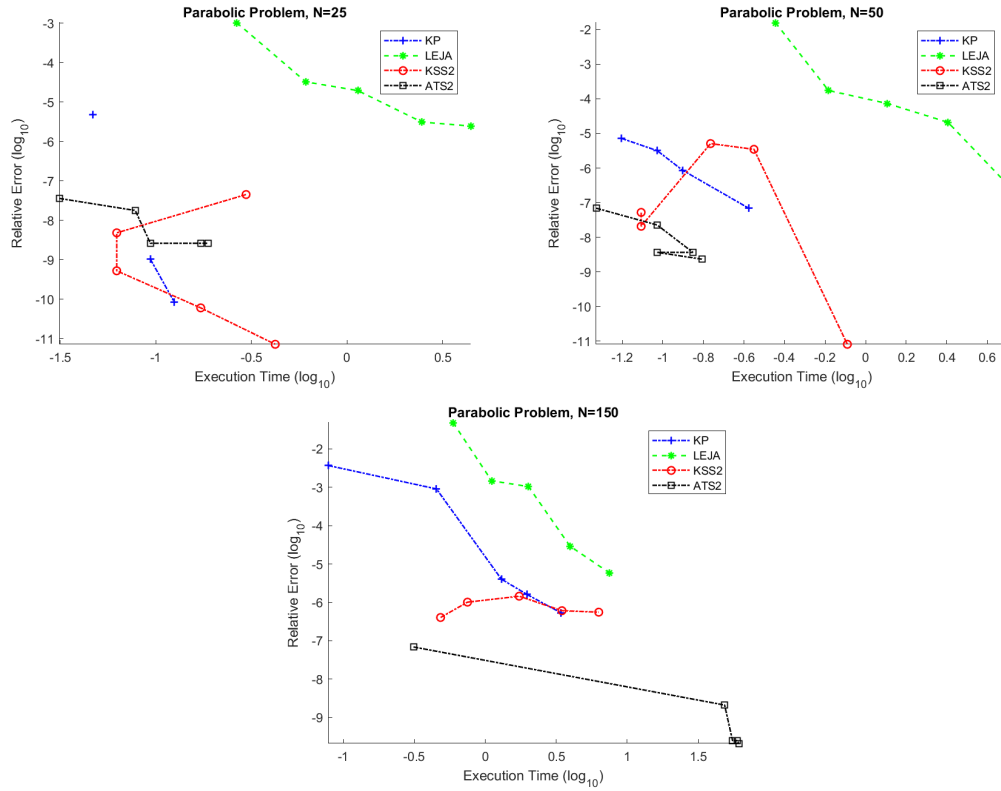 Parabolic Problem, N=25
-3
-4
-5
-6
-7
-8
-9
-10
-11
Relative Error (log10)
-1.5 -1 -0.5 0 0.5
Execution Time (log10)
KP
LEJA
KSS2
ATS2
Parabolic Problem, N=50
-2
-3
-4
-5
-6
-7
-8
-9
-10
-11
Relative Error (log10)
-1.2 -1 -0.8 -0.6 -0.4 -0.2 0 0.2 0.4 0.6
Execution Time (log10)
KP
LEJA
KSS2
ATS2
Parabolic Problem, N=150
-2
-3
-4
-5
-6
-7
-8
-9
Relative Error (log10)
-1 -0.5 0 0.5 1 1.5
Execution Time (log10)
KP
LEJA
KSS2
ATS2